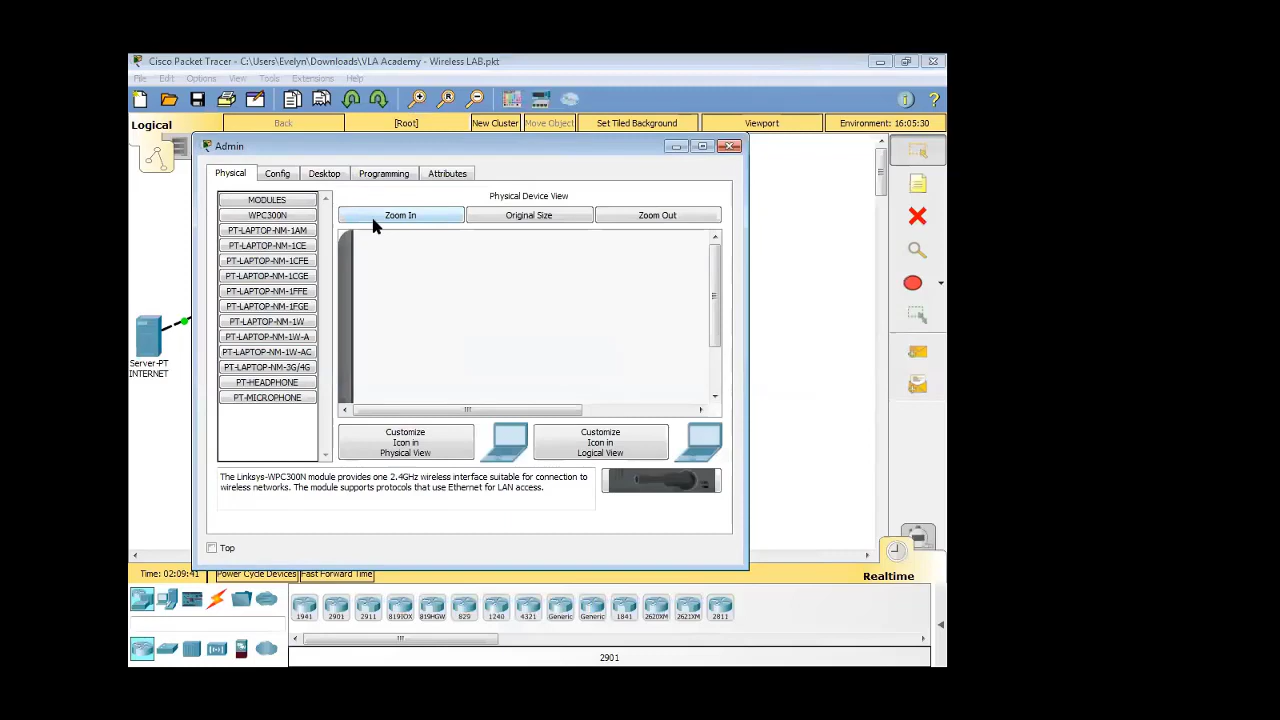 Cisco Packet Tracer - C:\Users\Evelyn\Downloads\VLA Academy - Wireless LAB.pkt
File Edit Options View Tools Extensions Help
Logical Back [Root] New Cluster Move Object Set Tiled Background Viewport Environment: 16:05:30
Admin
Physical Config Desktop Programming Attributes
MODULES
WPC300N
PT-LAPTOP-NM-1AM
PT-LAPTOP-NM-1CE
PT-LAPTOP-NM-1CFE
PT-LAPTOP-NM-1CGE
PT-LAPTOP-NM-1FFE
PT-LAPTOP-NM-1FGE
PT-LAPTOP-NM-1W
PT-LAPTOP-NM-1W-A
PT-LAPTOP-NM-1W-AC
PT-LAPTOP-NM-3G/4G
PT-HEADPHONE
PT-MICROPHONE
Physical Device View
Zoom In Original Size Zoom Out
Customize
Icon in
Physical View
Customize
Icon in
Logical View
The Linksys-WPC300N module provides one 2.4GHz wireless interface suitable for connection to
wireless networks. The module supports protocols that use Ethernet for LAN access.
Top
Server-PT
INTERNET
Time: 02:09:41 Power Cycle Devices Fast Forward Time
Realtime
1941 2901 2911 819IOX 819HGW 829 1240 4321 Generic Generic 1841 2620XM 2621XM 2811
2901